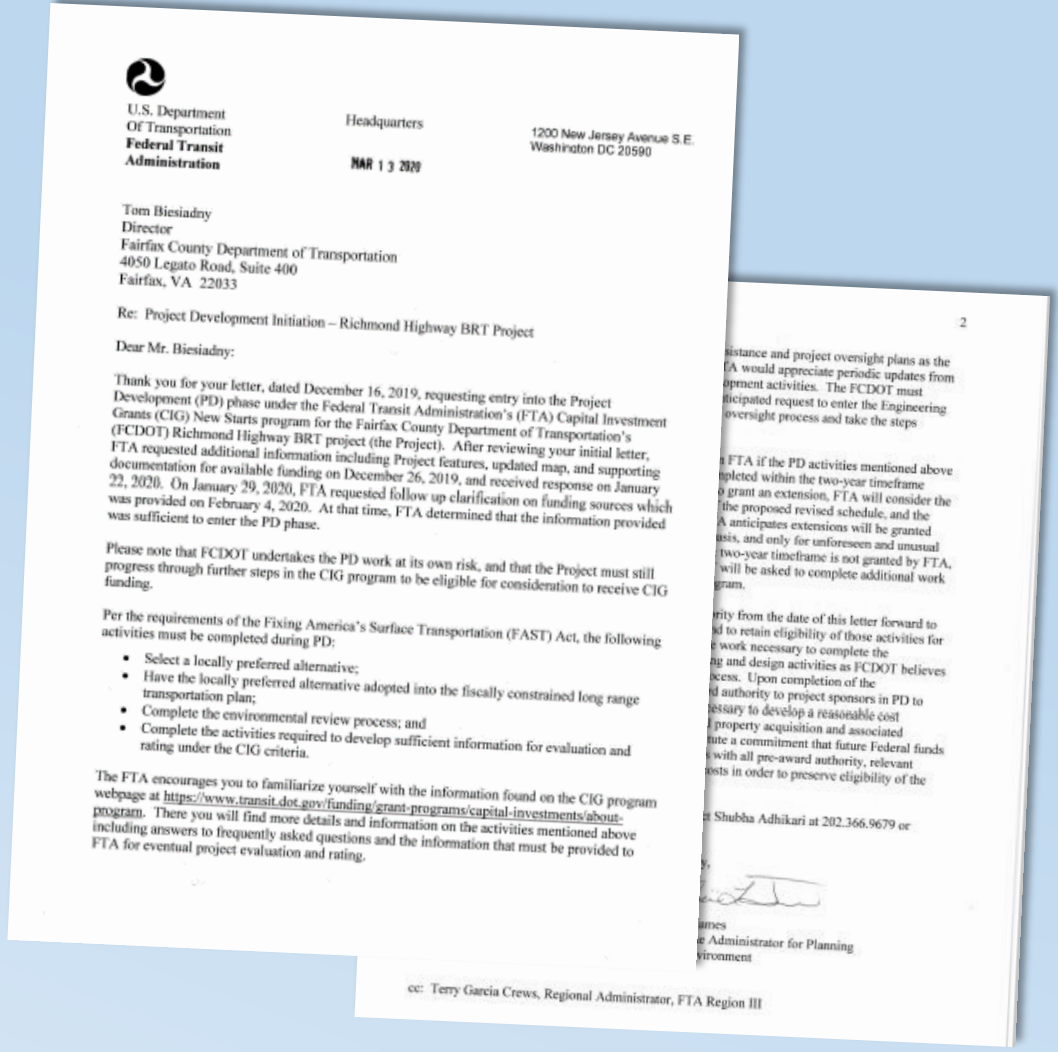 U.S. Department
Of Transportation
Federal Transit
Administration
Headquarters
MAR 13 2020
1200 New Jersey Avenue S.E.
Washington DC 20590
Tom Biesiadny
Director
Fairfax County Department of Transportation
4050 Legato Road, Suite 400
Fairfax, VA 22033
Re: Project Development Initiation – Richmond Highway BRT Project
Dear Mr. Biesiadny:
Thank you for your letter, dated December 16, 2019, requesting entry into the Project
Development (PD) phase under the Federal Transit Administration's (FTA) Capital Investment
Grants (CIG) New Starts program for the Fairfax County Department of Transportation's
(FCDOT) Richmond Highway BRT project (the Project). After reviewing your initial letter,
FTA requested additional information including Project features, updated map, and supporting
documentation for available funding on December 26, 2019, and received response on January
22, 2020. On January 29, 2020, FTA requested follow up clarification on funding sources which
was provided on February 4, 2020. At that time, FTA determined that the information provided
was sufficient to enter the PD phase.
Please note that FCDOT undertakes the PD work at its own risk, and that the Project must still
progress through further steps in the CIG program to be eligible for consideration to receive CIG
funding.
Per the requirements of the Fixing America's Surface Transportation (FAST) Act, the following
activities must be completed during PD:
• Select a locally preferred alternative;
• Have the locally preferred alternative adopted into the fiscally constrained long range
transportation plan;
• Complete the environmental review process; and
• Complete the activities required to develop sufficient information for evaluation and
rating under the CIG criteria.
The FTA encourages you to familiarize yourself with the information found on the CIG program
webpage at https://www.transit.dot.gov/funding/grant-programs/capital-investments/about-
program. There you will find more details and information on the activities mentioned above
including answers to frequently asked questions and the information that must be provided to
FTA for eventual project evaluation and rating.
2
sistance and project oversight plans as the
TA would appreciate periodic updates from
opment activities. The FCDOT must
ticipated request to enter the Engineering
oversight process and take the steps
FTA if the PD activities mentioned above
mpleted within the two-year timeframe
o grant an extension, FTA will consider the
the proposed revised schedule, and the
A anticipates extensions will be granted
asis, and only for unforeseen and unusual
two-year timeframe is not granted by FTA,
will be asked to complete additional work
gram.
rity from the date of this letter forward to
d to retain eligibility of those activities for
e work necessary to complete the
ng and design activities as FCDOT believes
ocess. Upon completion of the
d authority to project sponsors in PD to
cessary to develop a reasonable cost
l property acquisition and associated
tute a commitment that future Federal funds
s with all pre-award authority, relevant
osts in order to preserve eligibility of the
ct Shubha Adhikari at 202.366.9679 or
y,
ames
e Administrator for Planning
vironment
cc: Terry Garcia Crews, Regional Administrator, FTA Region III